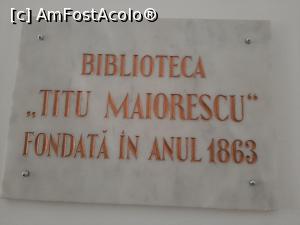 [c] AmFostAcolo®
BIBLIOTECA
„TITU MAIORESCU“
FONDATĂ ÎN ANUL 1863